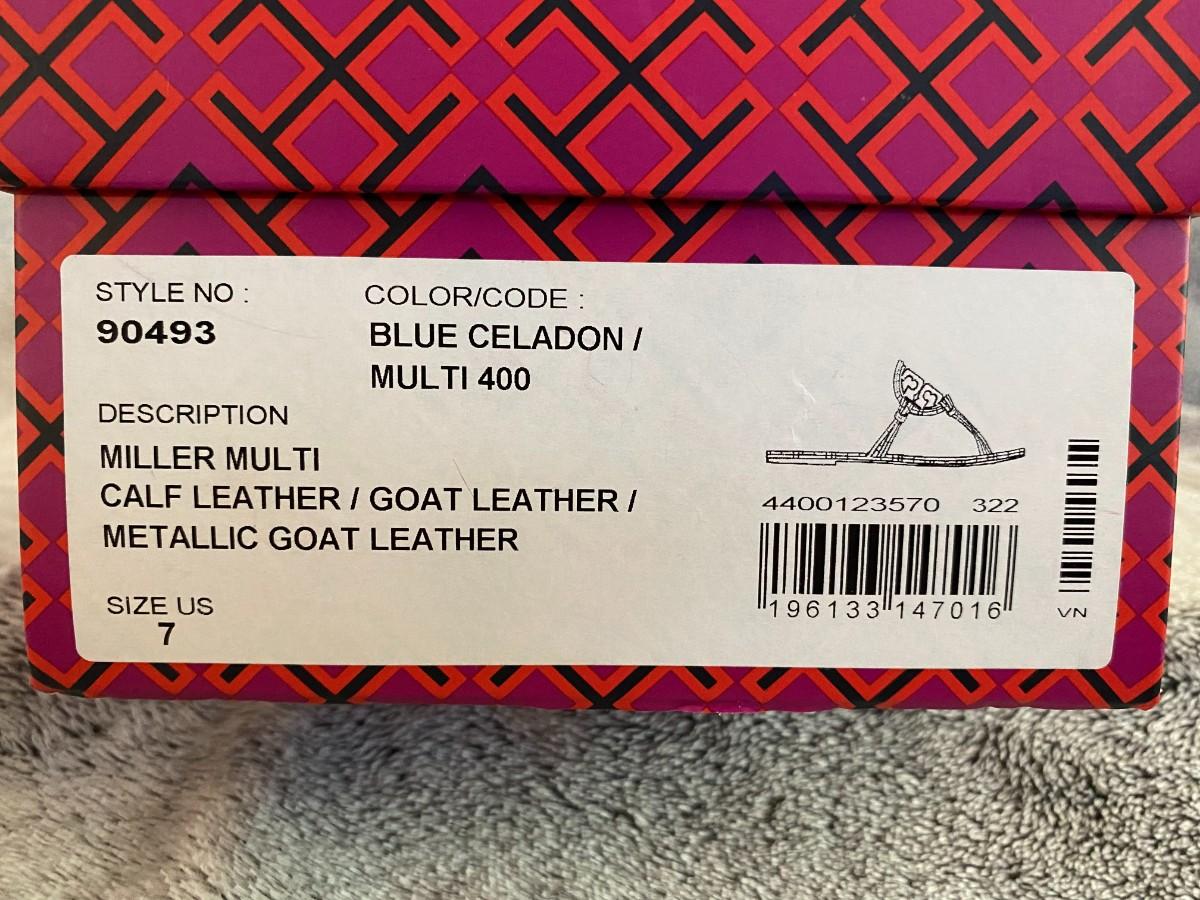 STYLE NO :
90493
COLOR/CODE :
BLUE CELADON /
MULTI 400
DESCRIPTION
MILLER MULTI
CALF LEATHER / GOAT LEATHER /
METALLIC GOAT LEATHER
SIZE US
7
4400123570 322
196133 147016
VN